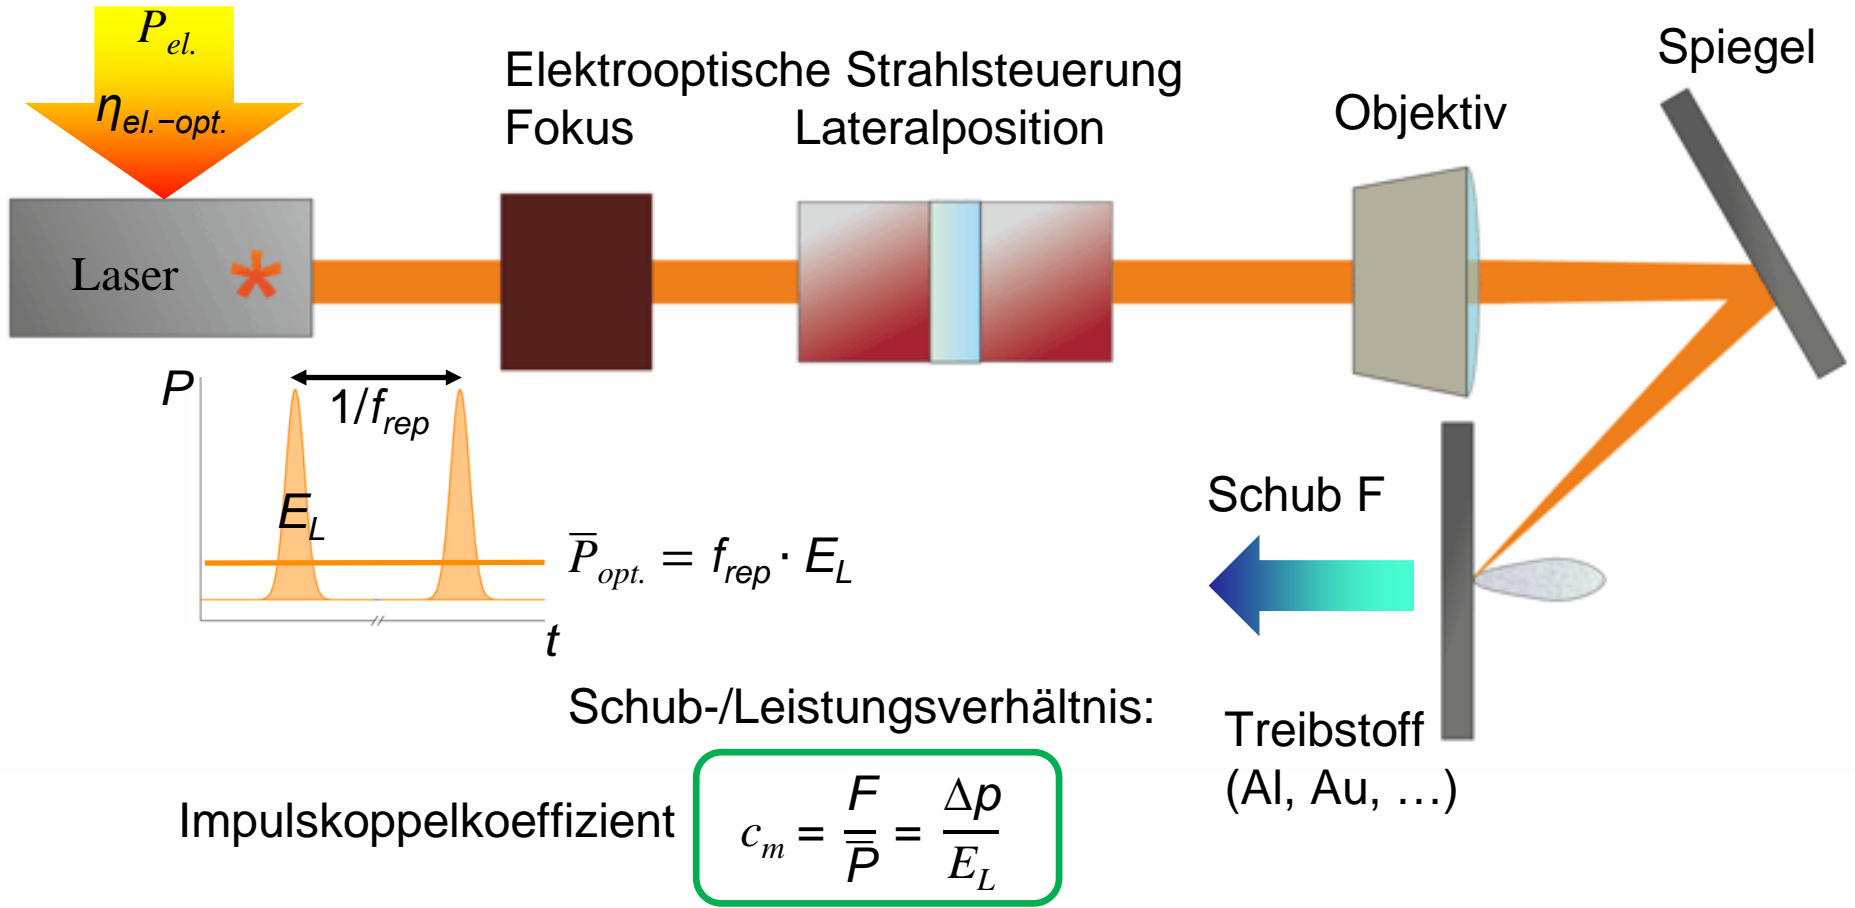 P_el.
η_el.-opt.
Elektrooptische Strahlsteuerung
Fokus Lateralposition
Objektiv
Spiegel
Laser *
P
1/f_rep
E_L
t
P̅_opt. = f_rep · E_L
Schub F
Schub-/Leistungsverhältnis:
Treibstoff
(Al, Au, …)
Impulskoppelkoeffizient
c_m = F/P̅ = Δp/E_L